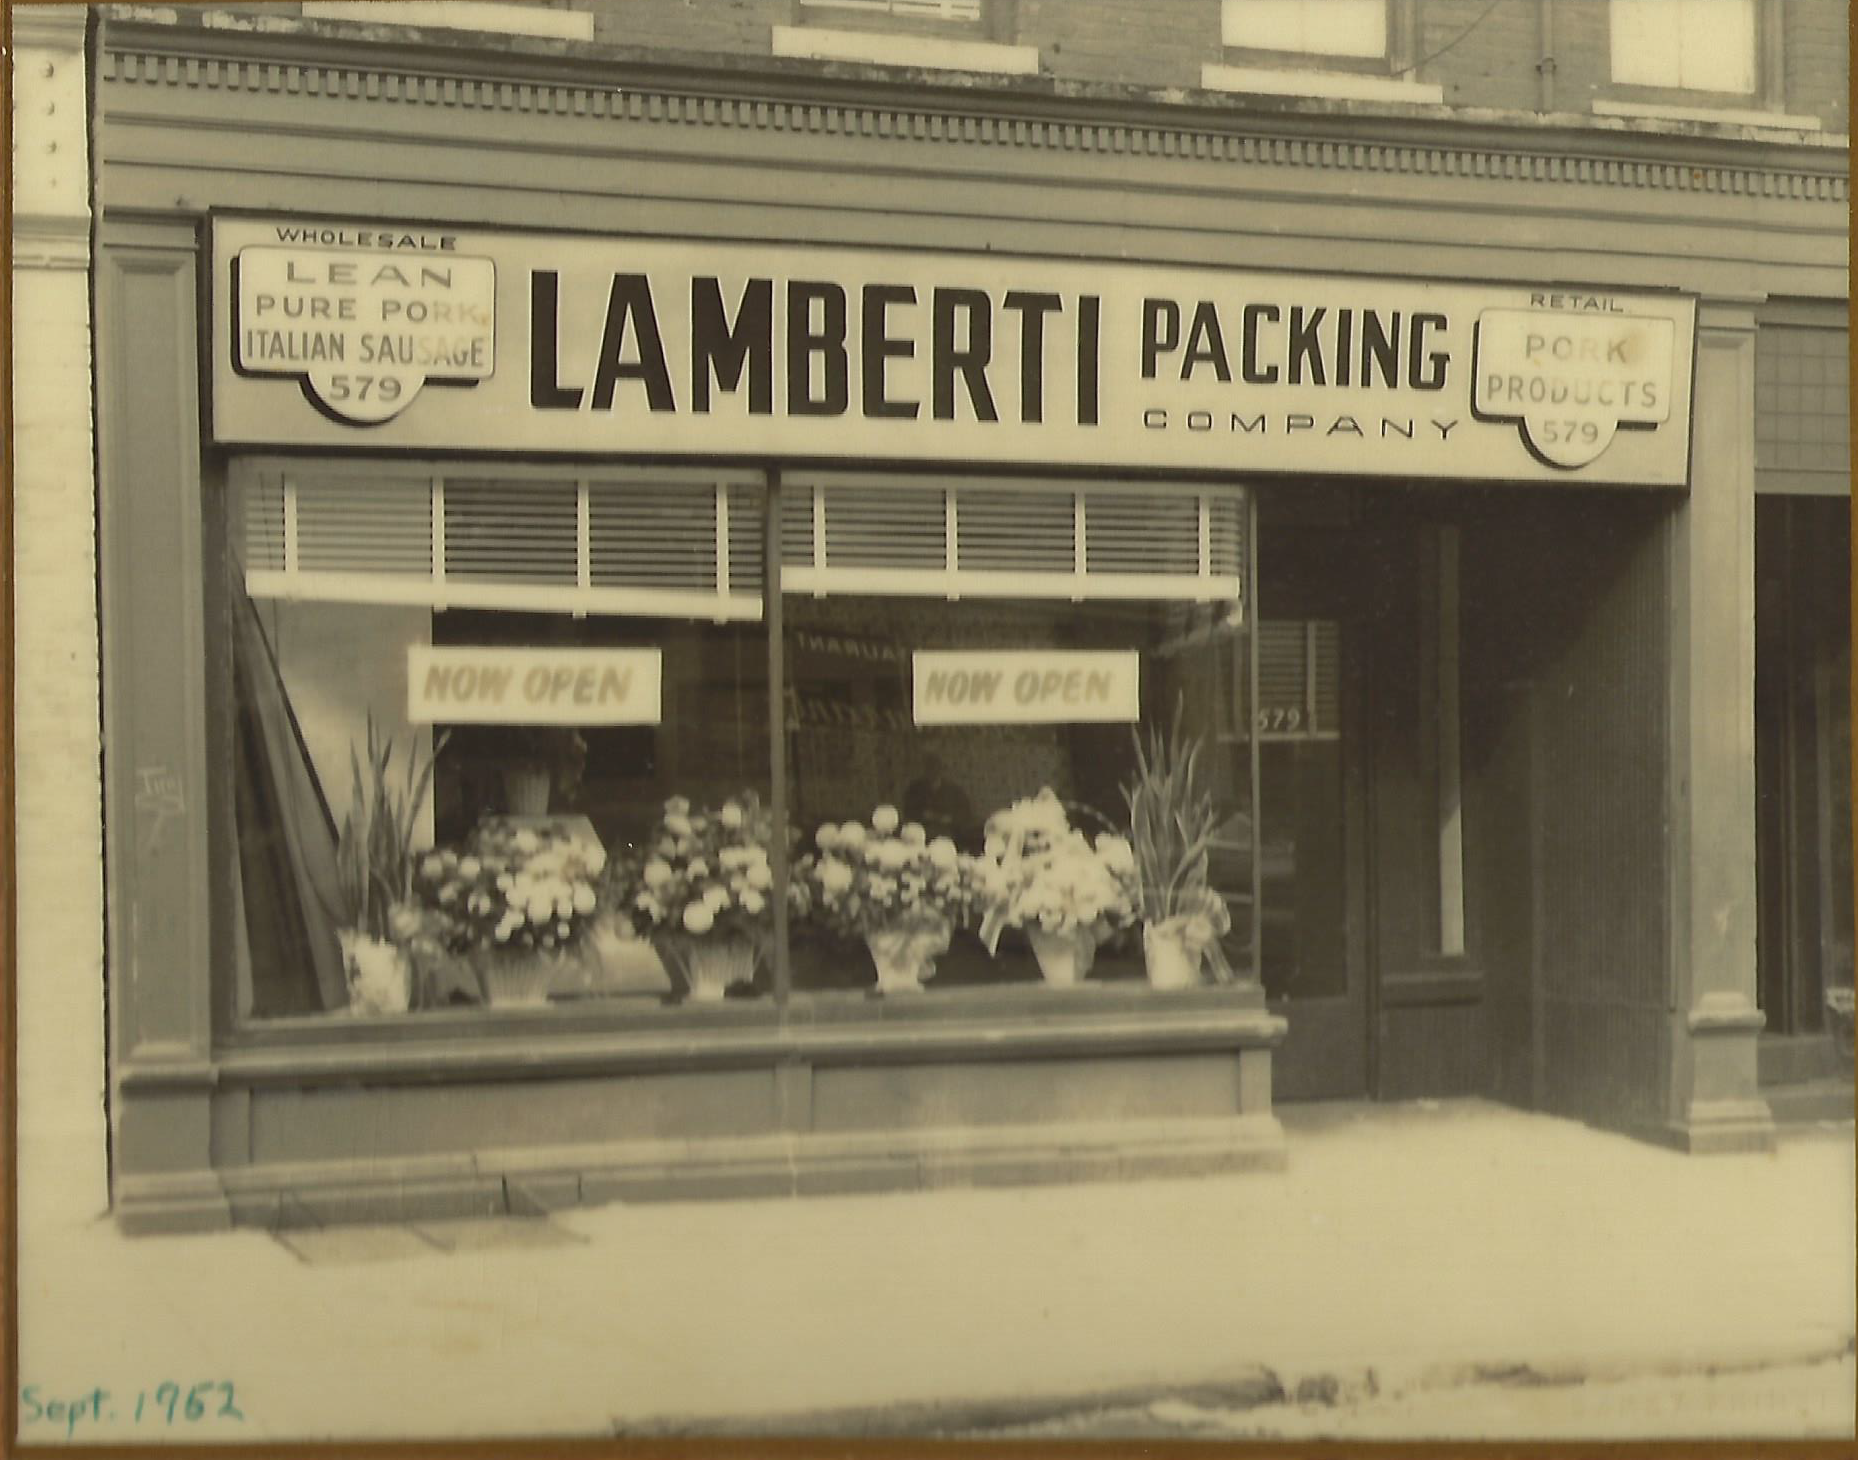 WHOLESALE
LEAN
PURE PORK
ITALIAN SAUSAGE
579
LAMBERTI PACKING
COMPANY
RETAIL
PORK
PRODUCTS
579
NOW OPEN
NOW OPEN
579
Sept. 1962